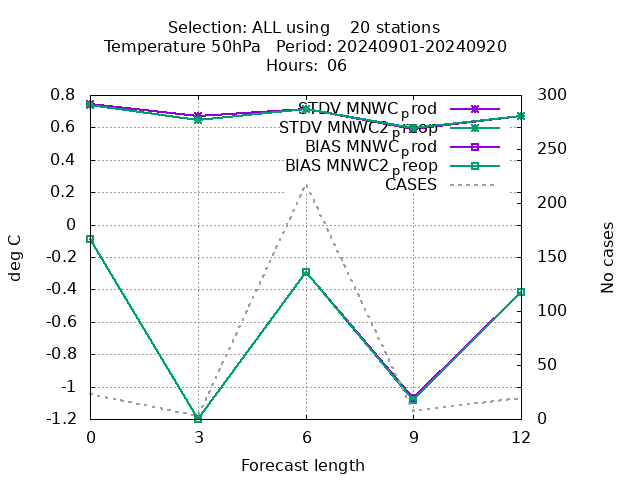 Selection: ALL using 20 stations
Temperature 50hPa Period: 20240901-20240920
Hours: 06
0.8
0.6
0.4
0.2
0
-0.2
-0.4
-0.6
-0.8
-1
-1.2
deg C
STDV MNWC_prod
STDV MNWC2_preop
BIAS MNWC_prod
BIAS MNWC2_preop
CASES
300
250
200
150
100
50
0
No cases
0 3 6 9 12
Forecast length